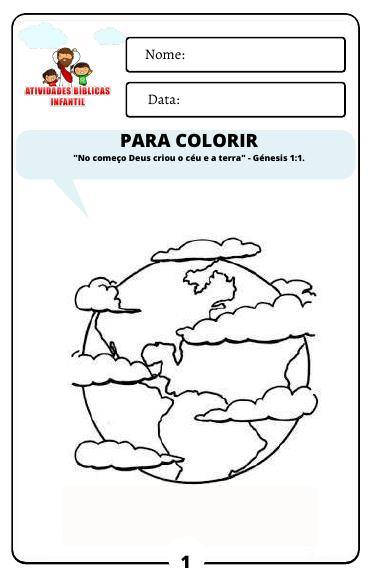 ATIVIDADES BÍBLICAS
INFANTIL
Nome:
Data:
PARA COLORIR
"No começo Deus criou o céu e a terra" - Génesis 1:1.
1